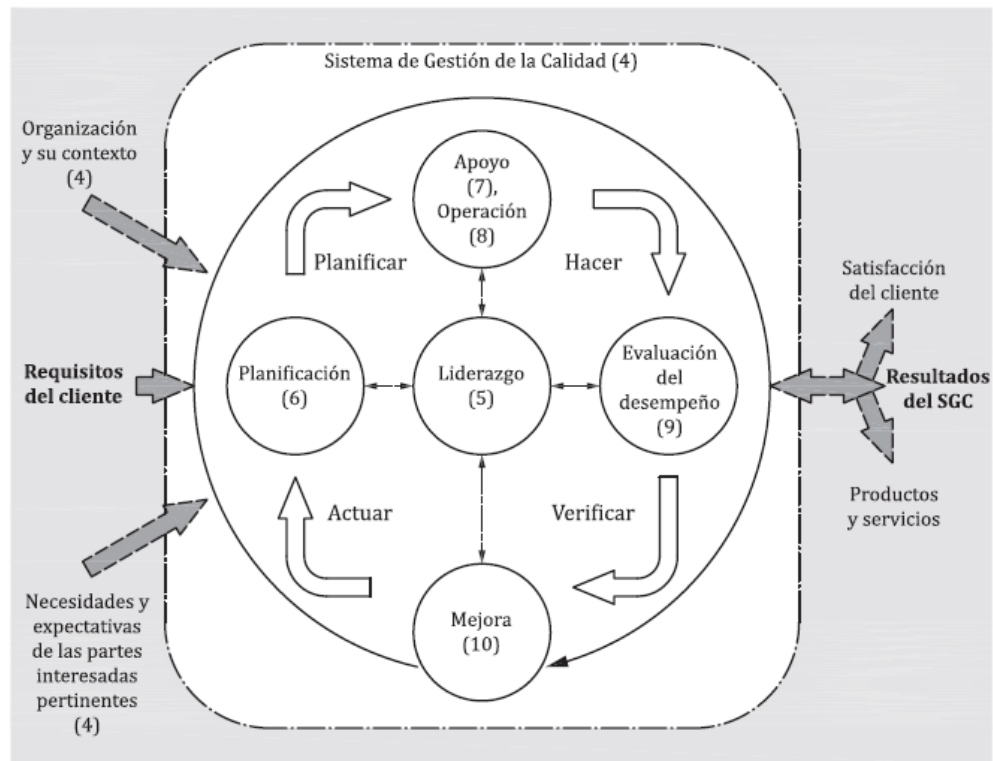 Sistema de Gestión de la Calidad (4)
Organización
y su contexto
(4)
Requisitos
del cliente
Necesidades y
expectativas
de las partes
interesadas
pertinentes
(4)
Apoyo
(7),
Operación
(8)
Planificar
Hacer
Planificación
(6)
Liderazgo
(5)
Evaluación
del
desempeño
(9)
Actuar
Verificar
Mejora
(10)
Satisfacción
del cliente
Resultados
del SGC
Productos
y servicios